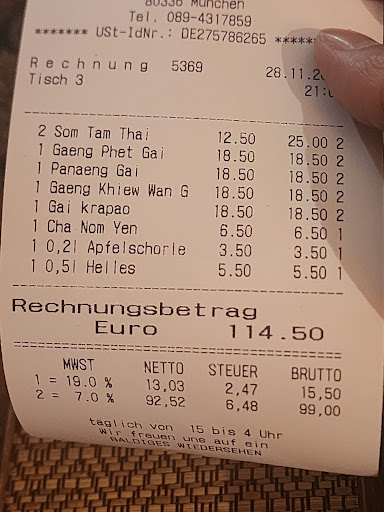 80336 München
Tel. 089-4317859
******* USt-IdNr.: DE275786265 ******
Rechnung 5369 28.11.20
Tisch 3 21:
2 Som Tam Thai 12.50 25.00 2
1 Gaeng Phet Gai 18.50 18.50 2
1 Panaeng Gai 18.50 18.50 2
1 Gaeng Khiew Wan G 18.50 18.50 2
1 Gai krapao 18.50 18.50 2
1 Cha Nom Yen 6.50 6.50 1
1 0,2l Apfelschorle 3.50 3.50 1
1 0,5l Helles 5.50 5.50 1
Rechnungsbetrag
Euro 114.50
MWST NETTO STEUER BRUTTO
1 = 19.0 % 13,03 2,47 15,50
2 = 7.0 % 92,52 6,48 99,00
täglich von 15 bis 4 Uhr
Wir freuen uns auf ein
BALDIGES WIEDERSEHEN